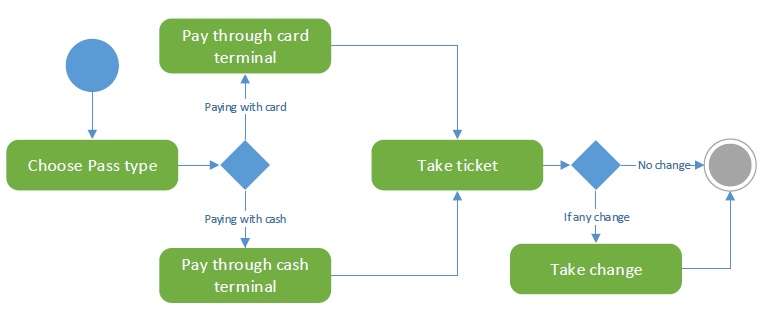 Pay through card
terminal
Paying with card
Choose Pass type
Paying with cash
Pay through cash
terminal
Take ticket
No change
If any change
Take change